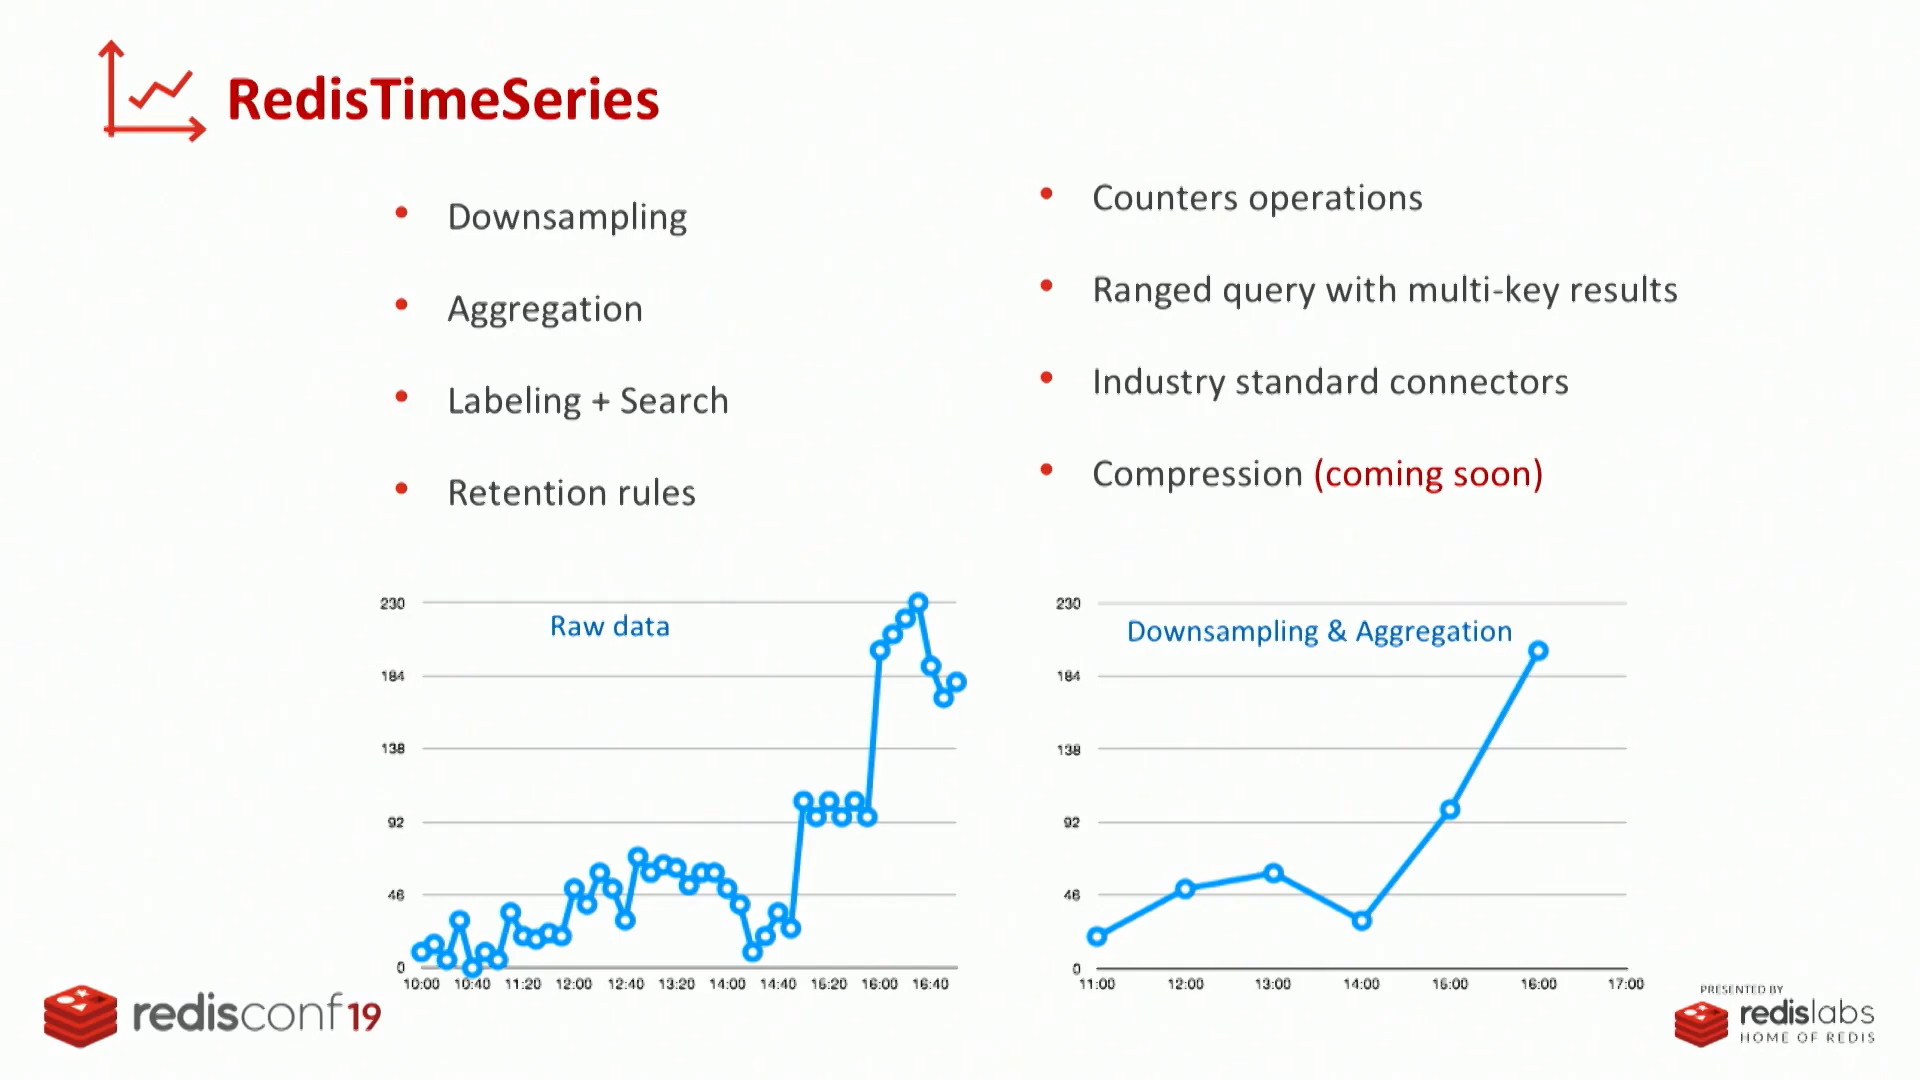 RedisTimeSeries
Downsampling
Aggregation
Labeling + Search
Retention rules
Counters operations
Ranged query with multi-key results
Industry standard connectors
Compression (coming soon)
Raw data
230
184
138
92
46
0
10:00 10:40 11:20 12:00 12:40 13:20 14:00 14:40 15:20 16:00 16:40
Downsampling & Aggregation
230
184
138
92
46
0
11:00 12:00 13:00 14:00 15:00 16:00 17:00
redisconf19
PRESENTED BY
redislabs
HOME OF REDIS